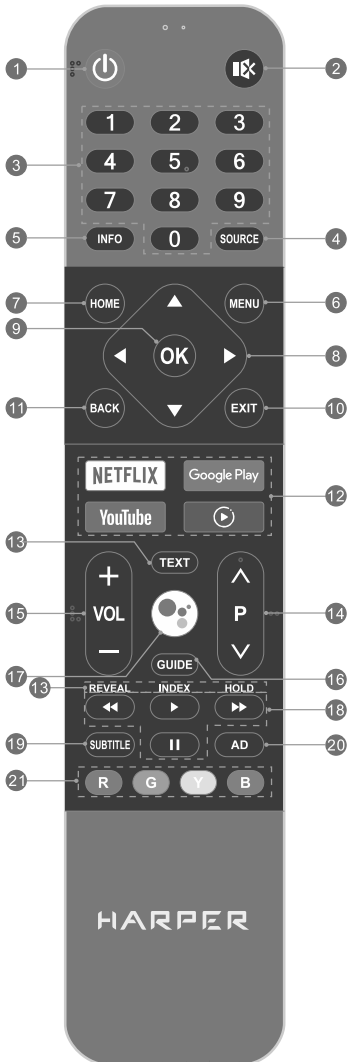 1 2
1 2 3
3
4 5 6
7 8 9
5 INFO 0 SOURCE 4
7 HOME MENU 6
9 OK 8
11 BACK EXIT 10
NETFLIX Google Play
12
YouTube
13 TEXT
15 VOL P 14
17 GUIDE 16
13 REVEAL INDEX HOLD
18
19 SUBTITLE AD 20
21 R G Y B
HARPER